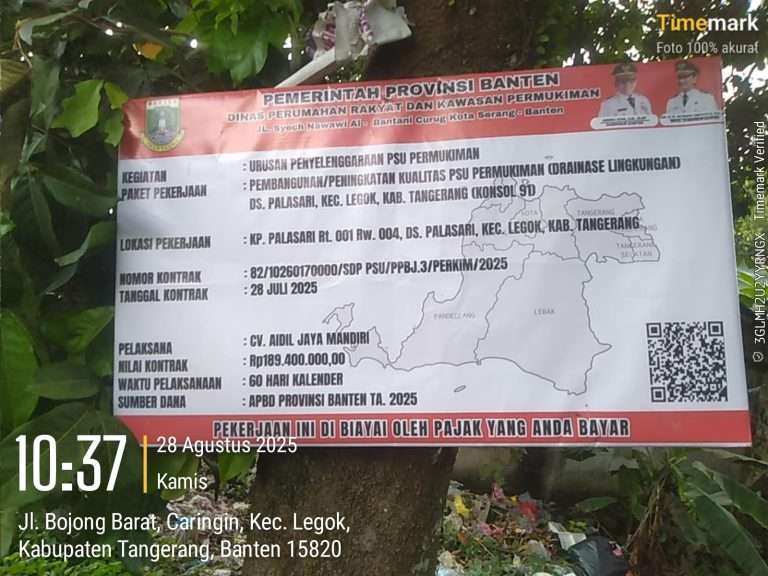 Timemark
Foto 100% akurat
PEMERINTAH PROVINSI BANTEN
DINAS PERUMAHAN RAKYAT DAN KAWASAN PERMUKIMAN
JL. Syech Nawawi Al - Bantani Curug Kota Serang - Banten
KEGIATAN : URUSAN PENYELENGGARAAN PSU PERMUKIMAN
PAKET PEKERJAAN : PEMBANGUNAN/PENINGKATAN KUALITAS PSU PERMUKIMAN (DRAINASE LINGKUNGAN)
DS. PALASARI, KEC. LEGOK, KAB. TANGERANG (KONSOL 91)
LOKASI PEKERJAAN : KP. PALASARI Rt. 001 Rw. 004, DS. PALASARI, KEC. LEGOK, KAB. TANGERANG
NOMOR KONTRAK : 82/10260170000/SDP PSU/PPBJ.3/PERKIM/2025
TANGGAL KONTRAK : 28 JULI 2025
PELAKSANA : CV. AIDIL JAYA MANDIRI
NILAI KONTRAK : Rp189.400.000,00
WAKTU PELAKSANAAN : 60 HARI KALENDER
SUMBER DANA : APBD PROVINSI BANTEN TA. 2025
KOTA
TANGERANG
TANGERANG
SELATAN
PANDEGLANG
LEBAK
PEKERJAAN INI DI BIAYAI OLEH PAJAK YANG ANDA BAYAR
10:37
28 Agustus 2025
Kamis
Jl. Bojong Barat, Caringin, Kec. Legok,
Kabupaten Tangerang, Banten 15820
3GLMH2U2YYRNGX Timemark Verified